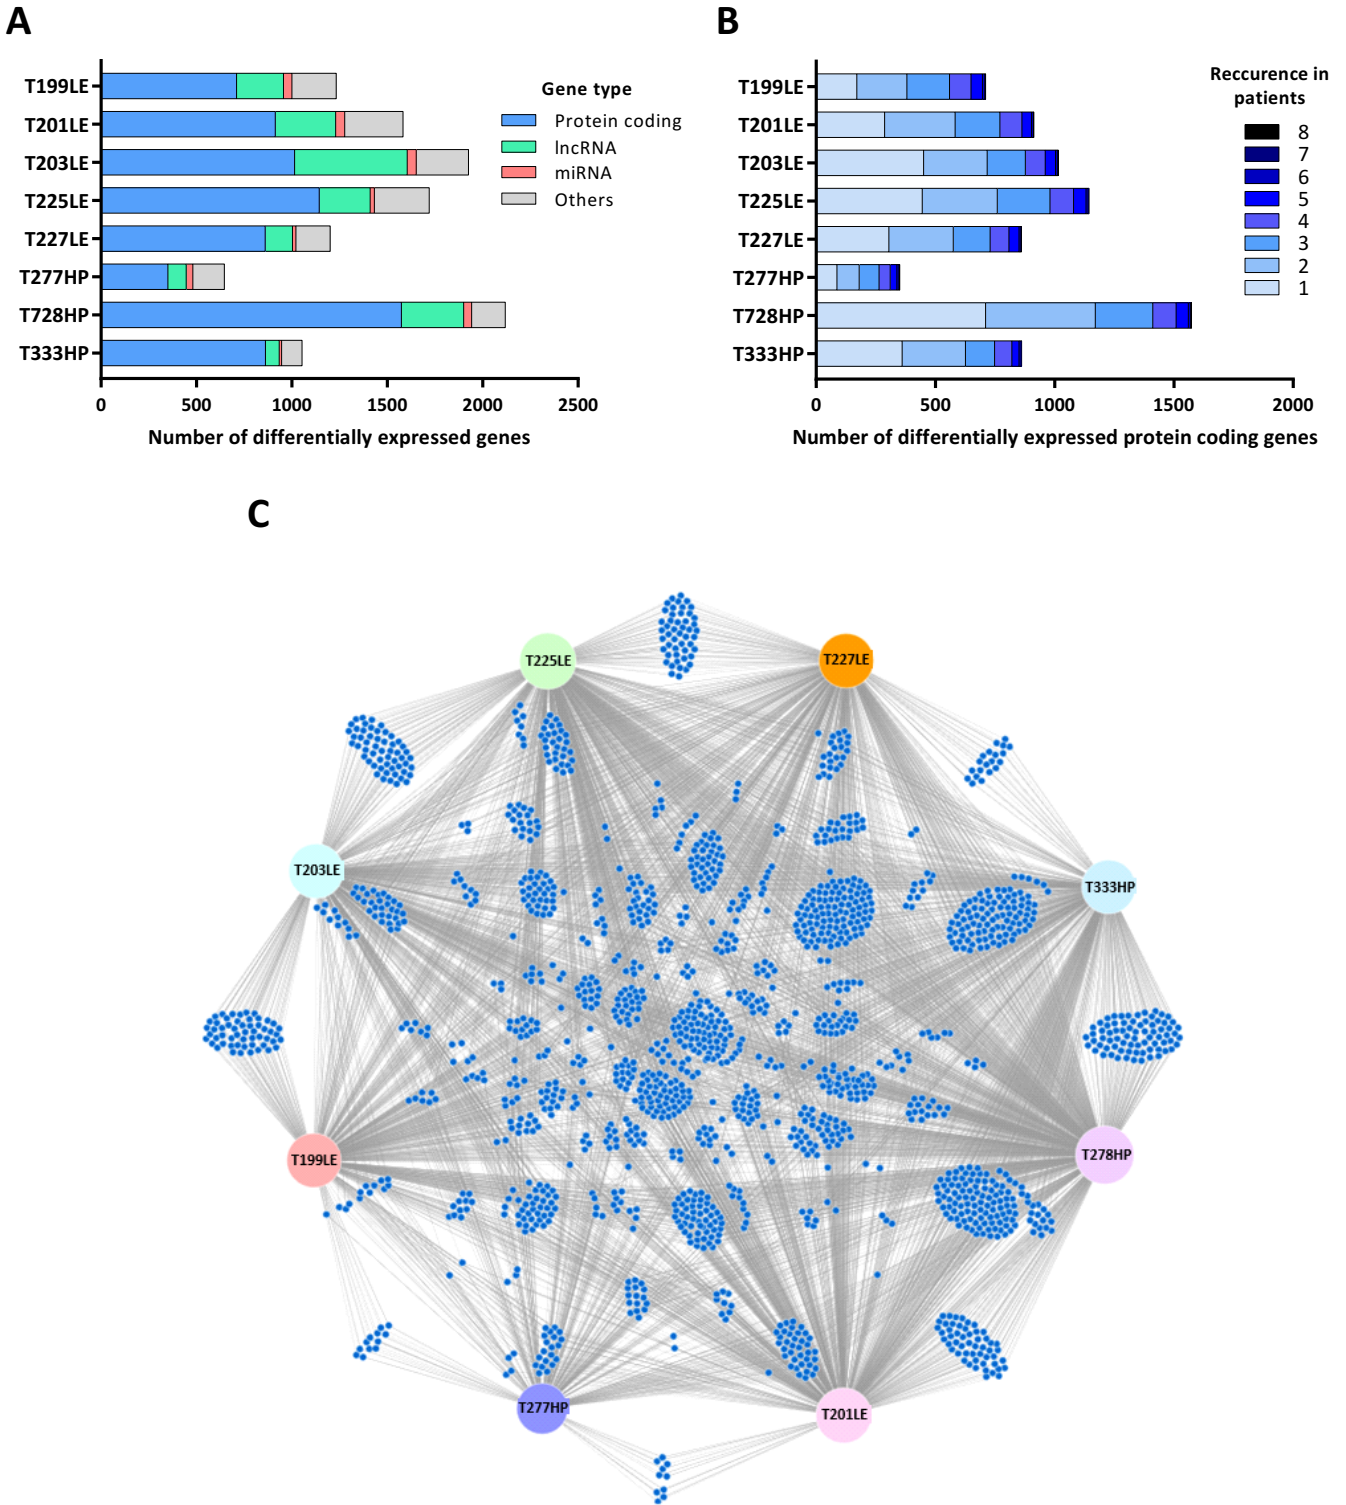 A
T199LE
T201LE
T203LE
T225LE
T227LE
T277HP
T728HP
T333HP
0 500 1000 1500 2000 2500
Number of differentially expressed genes
Gene type
Protein coding
lncRNA
miRNA
Others
B
T199LE
T201LE
T203LE
T225LE
T227LE
T277HP
T728HP
T333HP
0 500 1000 1500 2000
Number of differentially expressed protein coding genes
Reccurence in
patients
8
7
6
5
4
3
2
1
C
T225LE
T227LE
T203LE
T333HP
T199LE
T278HP
T277HP
T201LE